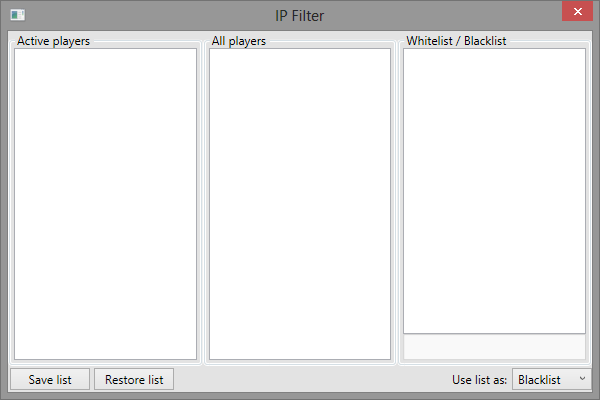 IP Filter
Active players
All players
Whitelist / Blacklist
Save list
Restore list
Use list as:
Blacklist